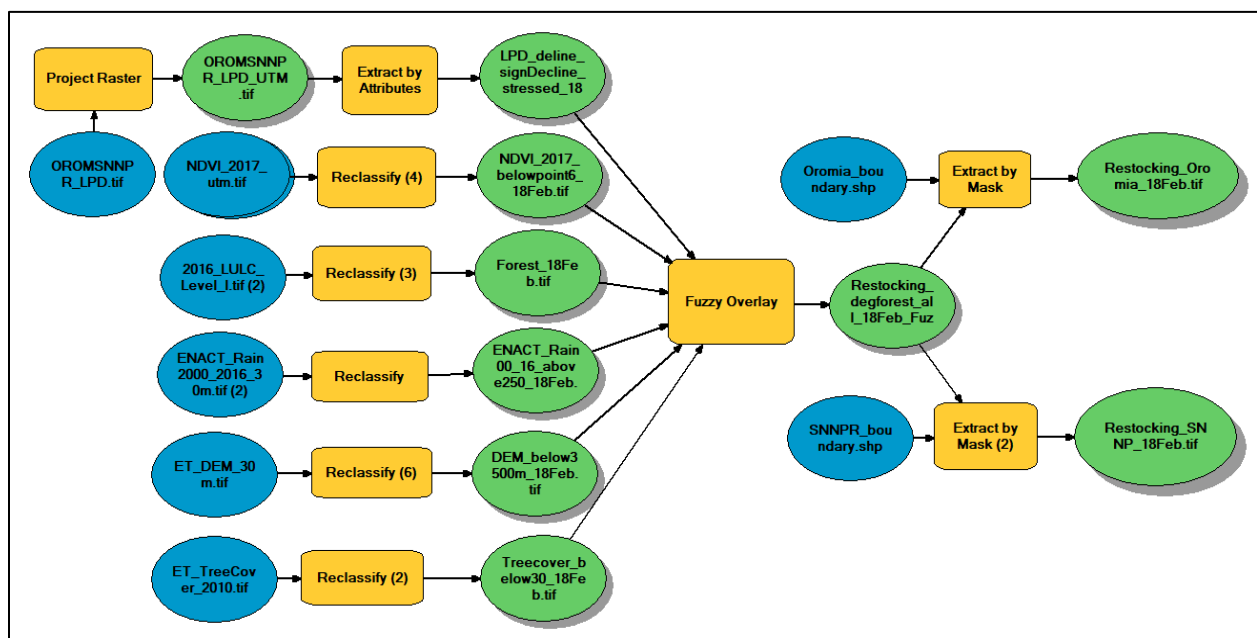 Project Raster
OROMSNNP
R_LPD_UTM
.tif
Extract by
Attributes
LPD_deline_
signDecline_
stressed_18
OROMSNNP
R_LPD.tif
NDVI_2017_
utm.tif
Reclassify (4)
NDVI_2017_
belowpoint6_
18Feb.tif
2016_LULC_
Level_I.tif (2)
Reclassify (3)
Forest_18Fe
b.tif
ENACT_Rain
2000_2016_3
0m.tif (2)
Reclassify
ENACT_Rain
00_16_abov
e250_18Feb.
ET_DEM_30
m.tif
Reclassify (6)
DEM_below3
500m_18Feb.
tif
ET_TreeCov
er_2010.tif
Reclassify (2)
Treecover_b
elow30_18Fe
b.tif
Fuzzy Overlay
Restocking_
degforest_al
l_18Feb_Fuz
Oromia_bou
ndary.shp
Extract by
Mask
Restocking_Oro
mia_18Feb.tif
SNNPR_bou
ndary.shp
Extract by
Mask (2)
Restocking_SN
NP_18Feb.tif